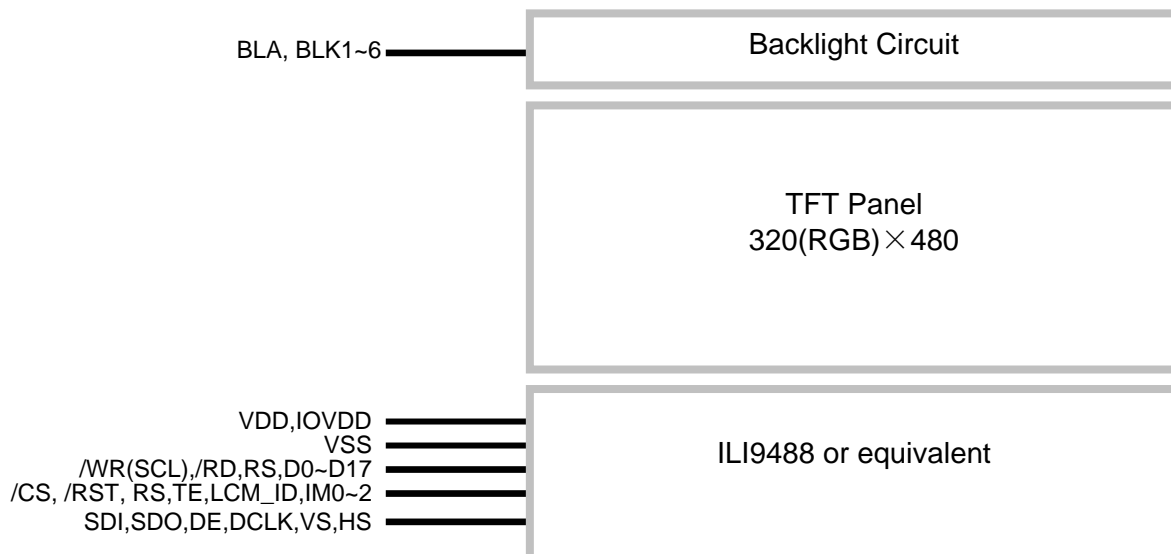 BLA, BLK1~6
Backlight Circuit
TFT Panel
320(RGB)×480
VDD,IOVDD
VSS
/WR(SCL),/RD,RS,D0~D17
/CS, /RST, RS,TE,LCM_ID,IM0~2
SDI,SDO,DE,DCLK,VS,HS
ILI9488 or equivalent